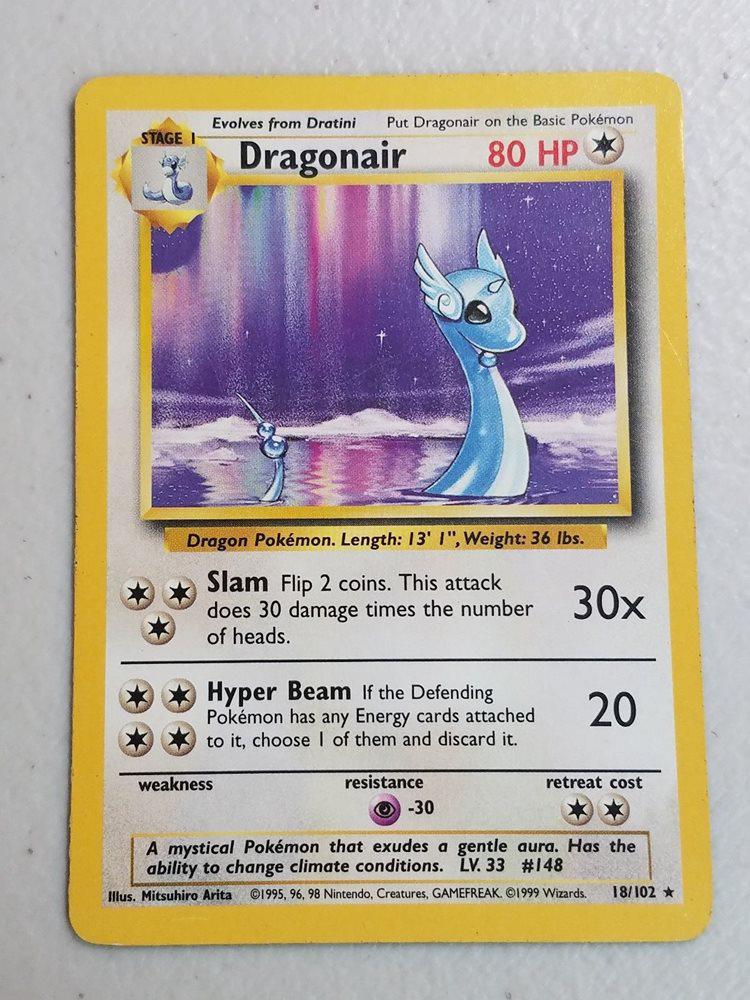 Evolves from Dratini Put Dragonair on the Basic Pokémon
STAGE 1
Dragonair 80 HP
Dragon Pokémon. Length: 13' 1", Weight: 36 lbs.
Slam Flip 2 coins. This attack
does 30 damage times the number
of heads.
30x
Hyper Beam If the Defending
Pokémon has any Energy cards attached
to it, choose 1 of them and discard it.
20
weakness resistance retreat cost
-30
A mystical Pokémon that exudes a gentle aura. Has the
ability to change climate conditions. LV. 33 #148
Illus. Mitsuhiro Arita ©1995, 96, 98 Nintendo, Creatures, GAMEFREAK. ©1999 Wizards. 18/102 ★